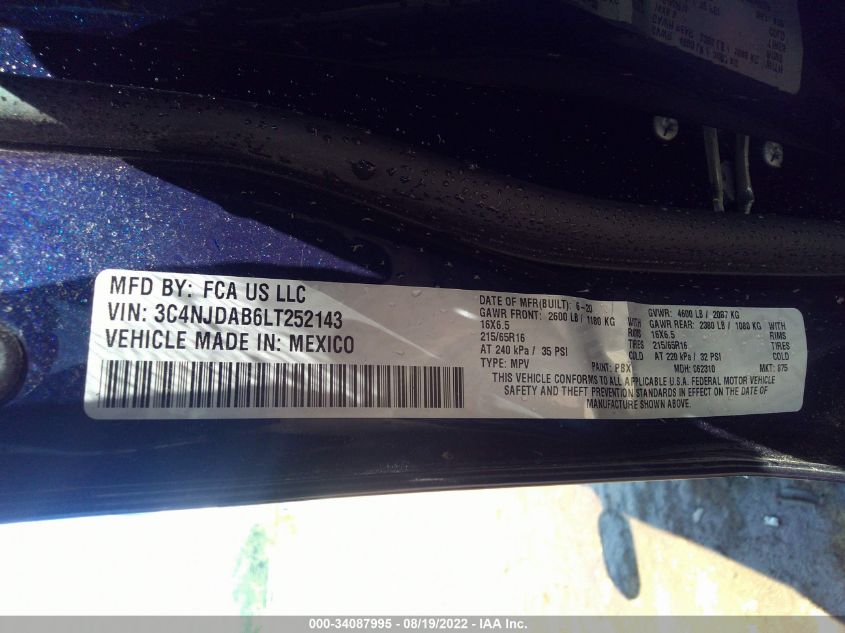 MFD BY: FCA US LLC
VIN: 3C4NJDAB6LT252143
VEHICLE MADE IN: MEXICO
DATE OF MFR(BUILT): 6-20 GVWR: 4600 LB / 2087 KG
GAWR FRONT: 2600 LB / 1180 KG WITH GAWR REAR: 2380 LB / 1080 KG WITH
16X6.5 RIMS 16X6.5 RIMS
215/65R16 TIRES 215/65R16 TIRES
AT 240 kPa / 35 PSI COLD AT 220 kPa / 32 PSI COLD
TYPE: MPV PAINT: PBX MDH: 062310 MKT: 875
THIS VEHICLE CONFORMS TO ALL APPLICABLE U.S.A. FEDERAL MOTOR VEHICLE
SAFETY AND THEFT PREVENTION STANDARDS IN EFFECT ON THE DATE OF
MANUFACTURE SHOWN ABOVE.
000-34087995 - 08/19/2022 - IAA Inc.